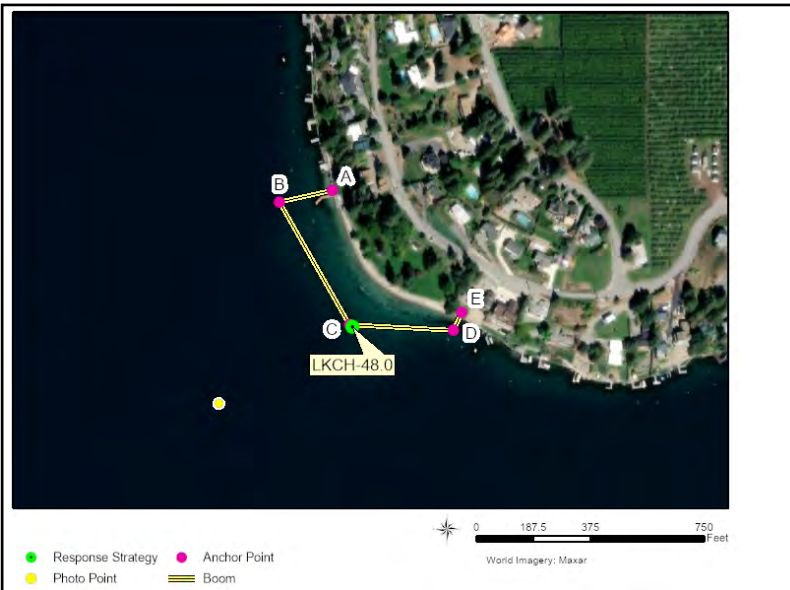 A
B
E
C
D
LKCH-48.0
0 187.5 375 750
Feet
Response Strategy Anchor Point
World Imagery: Maxar
Photo Point Boom